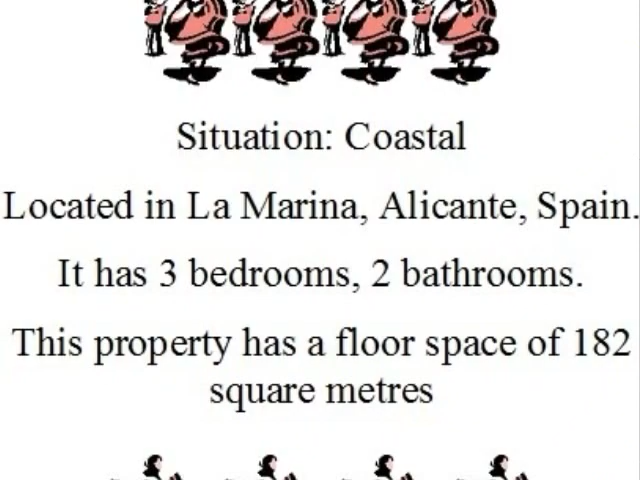 Situation: Coastal
Located in La Marina, Alicante, Spain.
It has 3 bedrooms, 2 bathrooms.
This property has a floor space of 182
square metres